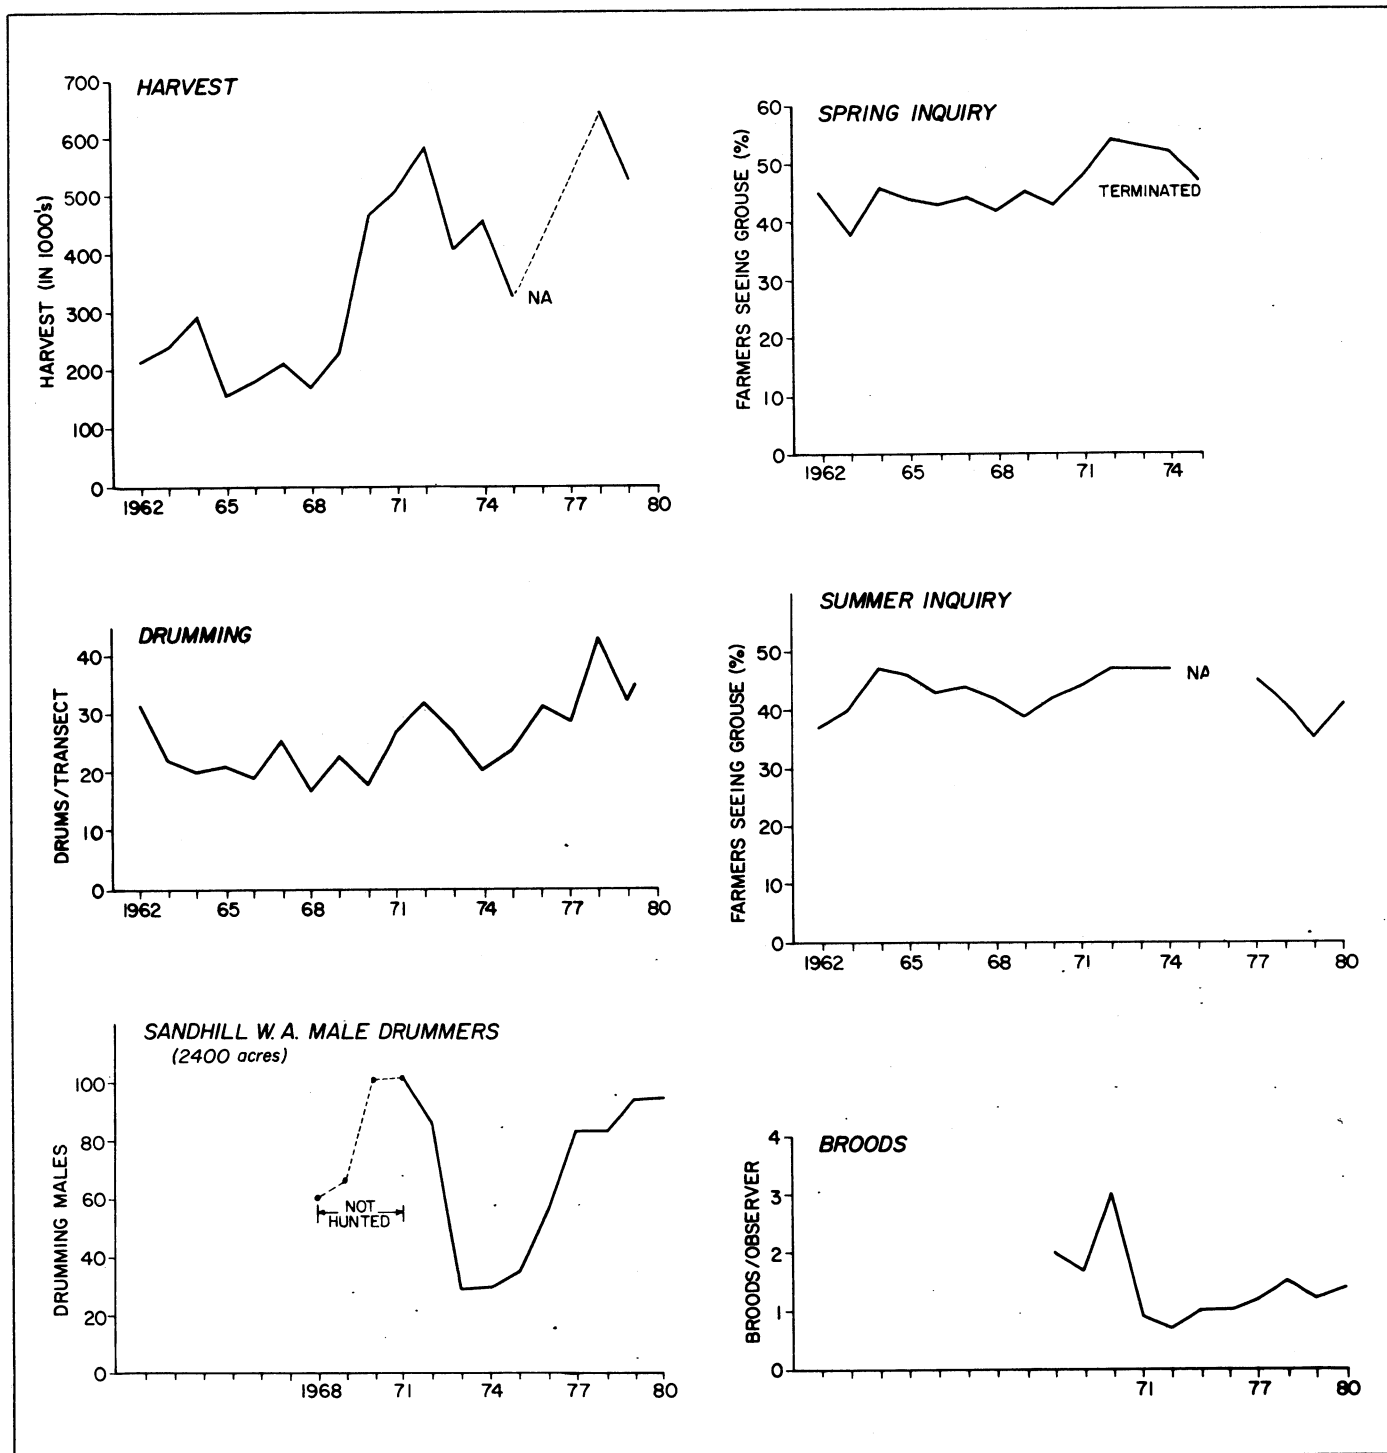 HARVEST
HARVEST (IN 1000's)
700
600
500
400
300
200
100
0
NA
1962 65 68 71 74 77 80
SPRING INQUIRY
FARMERS SEEING GROUSE (%)
60
50
40
30
20
10
0
TERMINATED
1962 65 68 71 74
DRUMMING
DRUMS/TRANSECT
40
30
20
10
0
1962 65 68 71 74 77 80
SUMMER INQUIRY
FARMERS SEEING GROUSE (%)
50
40
30
20
10
0
NA
1962 65 68 71 74 77 80
SANDHILL W. A. MALE DRUMMERS
(2400 acres)
DRUMMING MALES
100
80
60
40
20
0
NOT
HUNTED
1968 71 74 77 80
BROODS
BROODS/OBSERVER
4
3
2
1
0
71 77 80